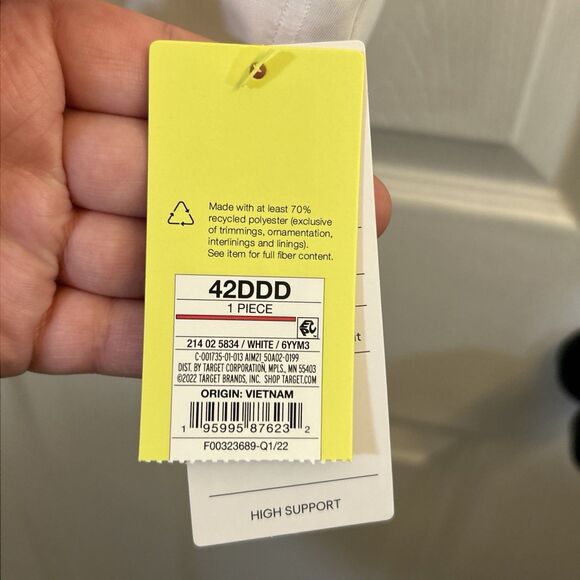 Made with at least 70%
recycled polyester (exclusive
of trimmings, ornamentation,
interlinings and linings).
See item for full fiber content.
42DDD
1 PIECE
214 02 5834 / WHITE / 6YYM3
C-001735-01-013 AIM21_50A02-0199
DIST. BY TARGET CORPORATION, MPLS., MN 55403
©2022 TARGET BRANDS, INC. SHOP TARGET.COM
ORIGIN: VIETNAM
1 95995 87623 2
F00323689-Q1/22
HIGH SUPPORT